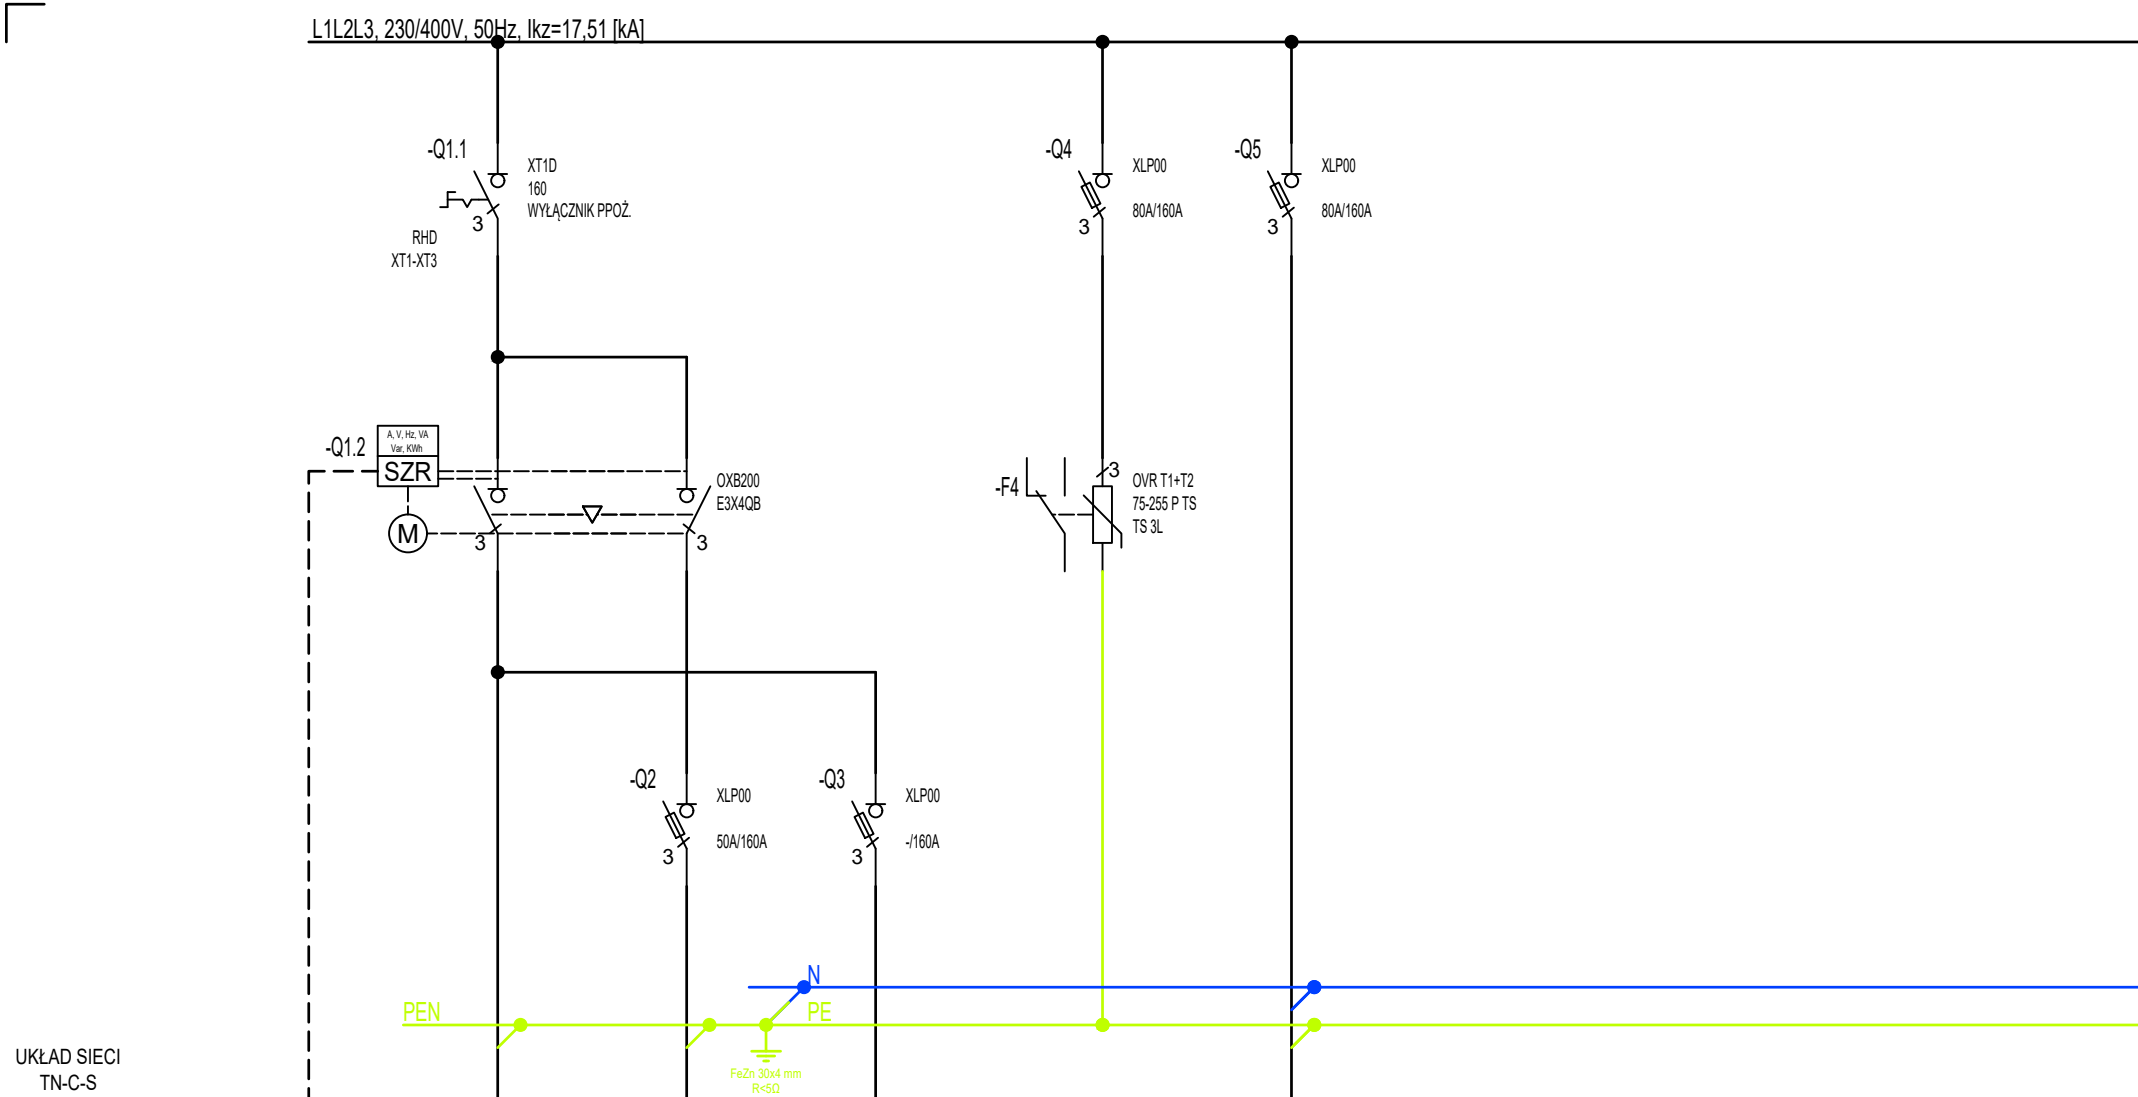 L1L2L3, 230/400V, 50Hz, Ikz=17,51 [kA]
-Q1.1
XT1D
160
WYŁĄCZNIK PPOŻ.
3
RHD
XT1-XT3
-Q4
XLP00
80A/160A
3
-Q5
XLP00
80A/160A
3
-Q1.2
A, V, Hz, VA
Var, KWh
SZR
M
3
3
OXB200
E3X4QB
-F4
3
OVR T1+T2
75-255 P TS
TS 3L
-Q2
XLP00
50A/160A
3
-Q3
XLP00
-/160A
3
N
PEN
PE
FeZn 30x4 mm
R<5Ω
UKŁAD SIECI
TN-C-S